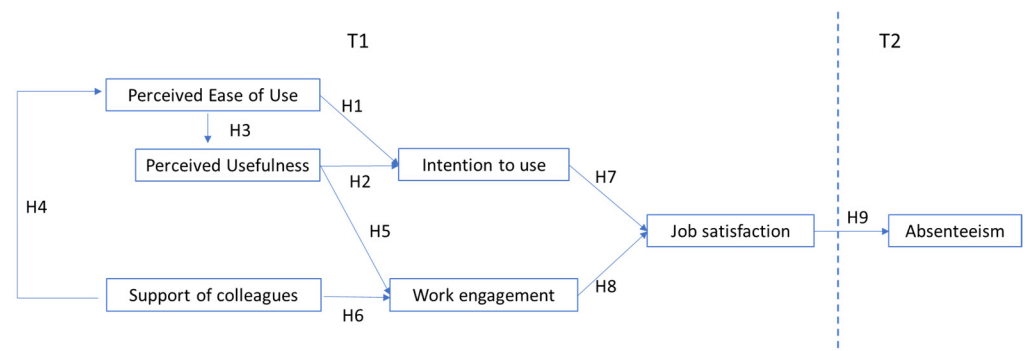 T1
T2
Perceived Ease of Use
H1
H3
Perceived Usefulness
H2
Intention to use
H7
H4
H5
Job satisfaction
H9
Absenteeism
Support of colleagues
H6
Work engagement
H8